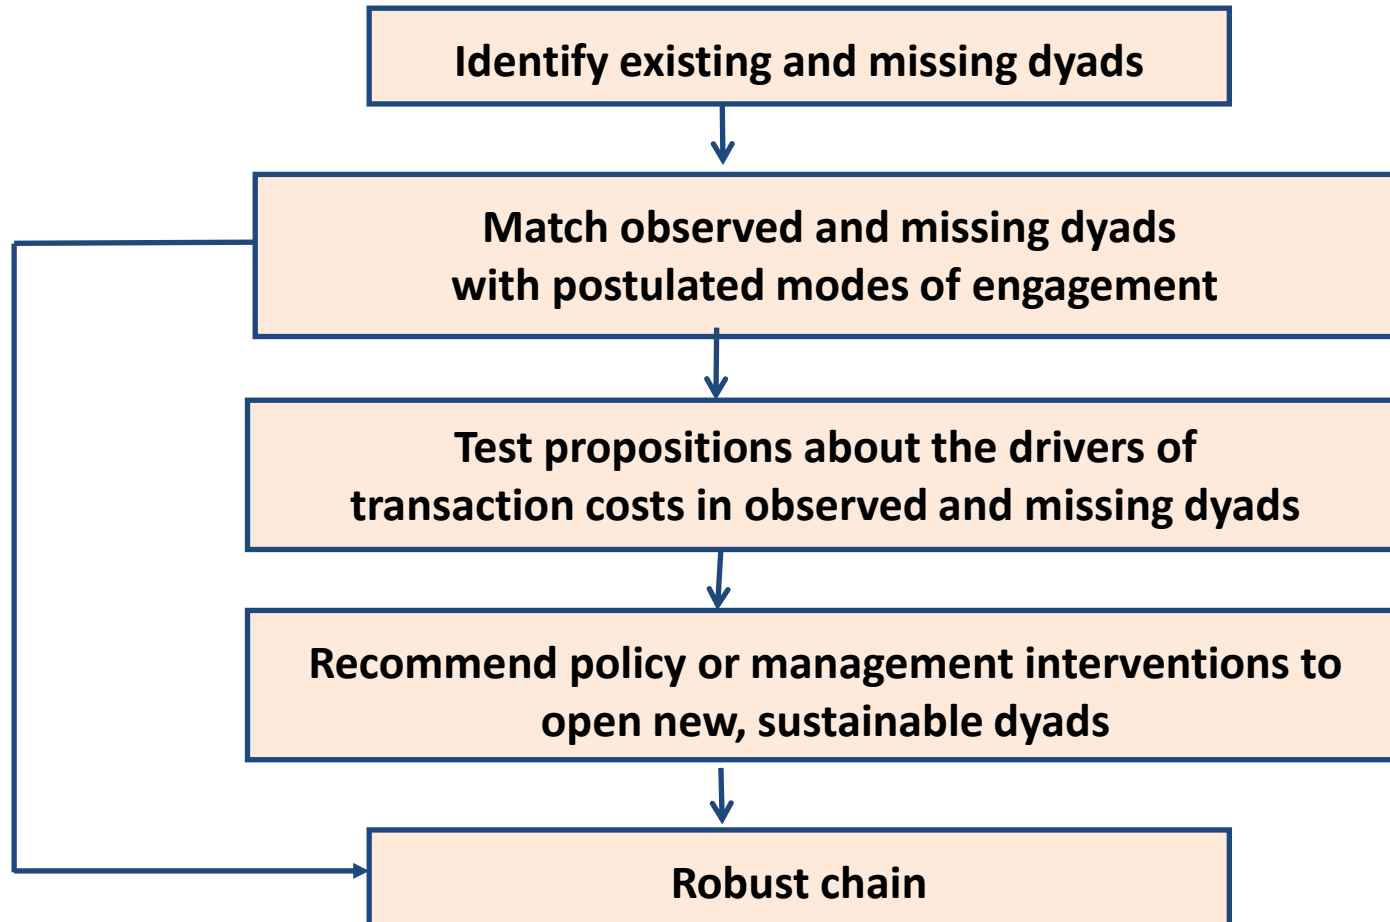 Identify existing and missing dyads
Match observed and missing dyads
with postulated modes of engagement
Test propositions about the drivers of
transaction costs in observed and missing dyads
Recommend policy or management interventions to
open new, sustainable dyads
Robust chain